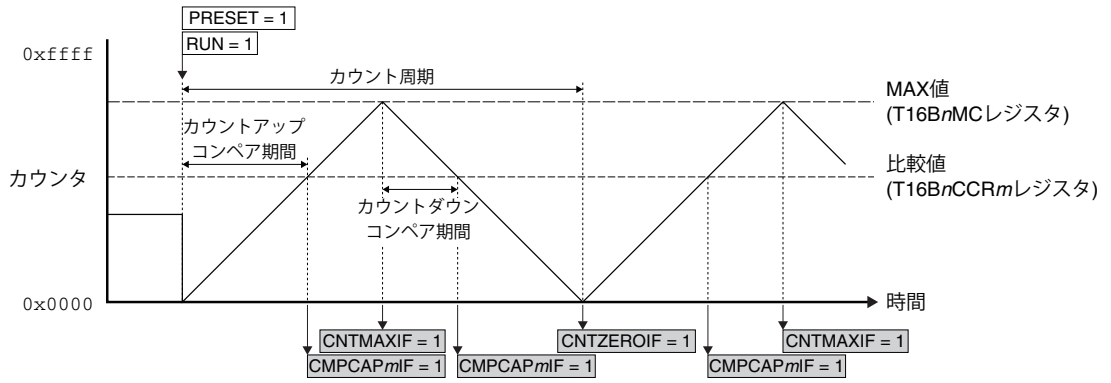 PRESET = 1
RUN = 1
0xffff
カウント周期
MAX値
(T16BnMCレジスタ)
カウントアップ
コンペア期間
比較値
(T16BnCCRmレジスタ)
カウンタ
カウントダウン
コンペア期間
0x0000
時間
CNTMAXIF = 1
CNTZEROIF = 1
CNTMAXIF = 1
CMPCAPmIF = 1
CMPCAPmIF = 1
CMPCAPmIF = 1